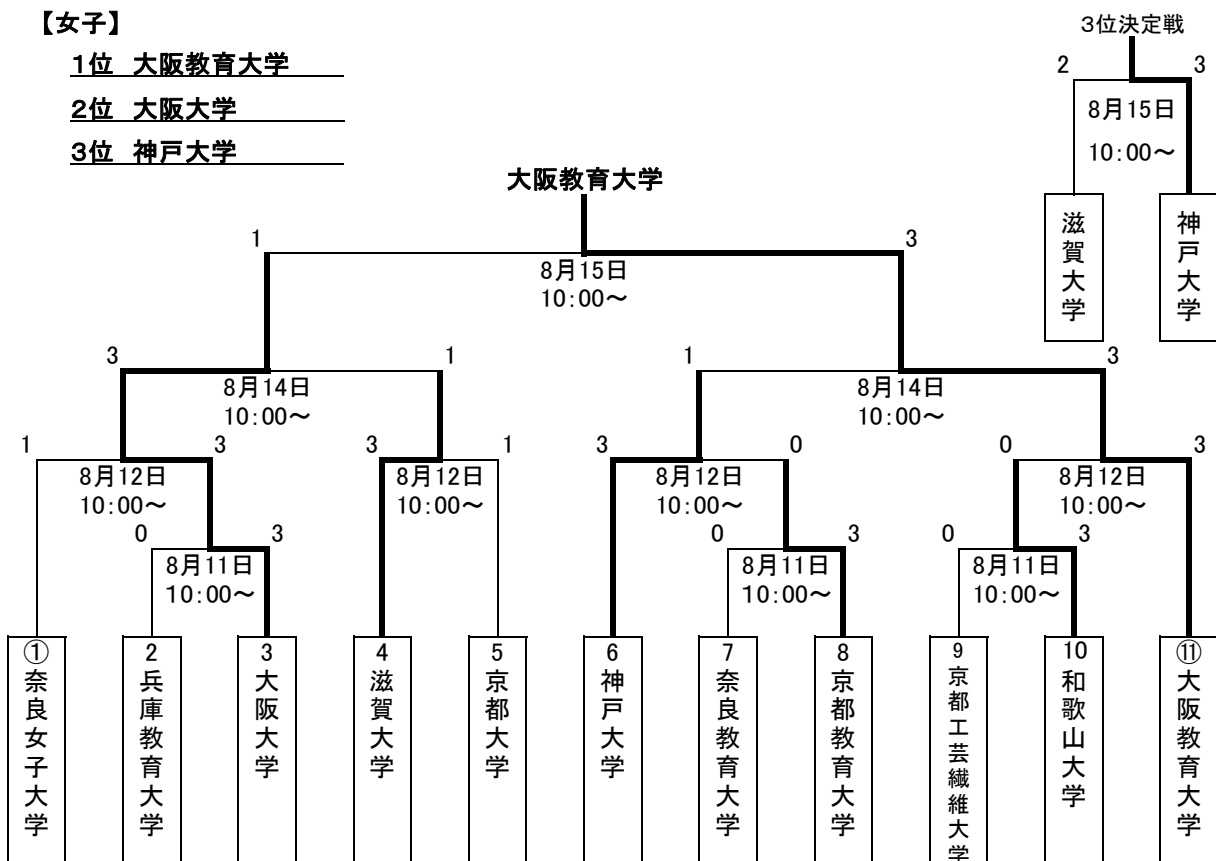 【女子】
1位 大阪教育大学
2位 大阪大学
3位 神戸大学
3位決定戦
2 3
8月15日
10:00～
滋賀大学
神戸大学
大阪教育大学
1 3
8月15日
10:00～
3 1 1 3
8月14日 8月14日
10:00～ 10:00～
1 3 3 1 3 0 0 3
8月12日 8月12日 8月12日 8月12日
10:00～ 10:00～ 10:00～ 10:00～
0 3 0 3 0 3
8月11日 8月11日 8月11日
10:00～ 10:00～ 10:00～
①奈良女子大学
2兵庫教育大学
3大阪大学
4滋賀大学
5京都大学
6神戸大学
7奈良教育大学
8京都教育大学
9京都工芸繊維大学
10和歌山大学
⑪大阪教育大学